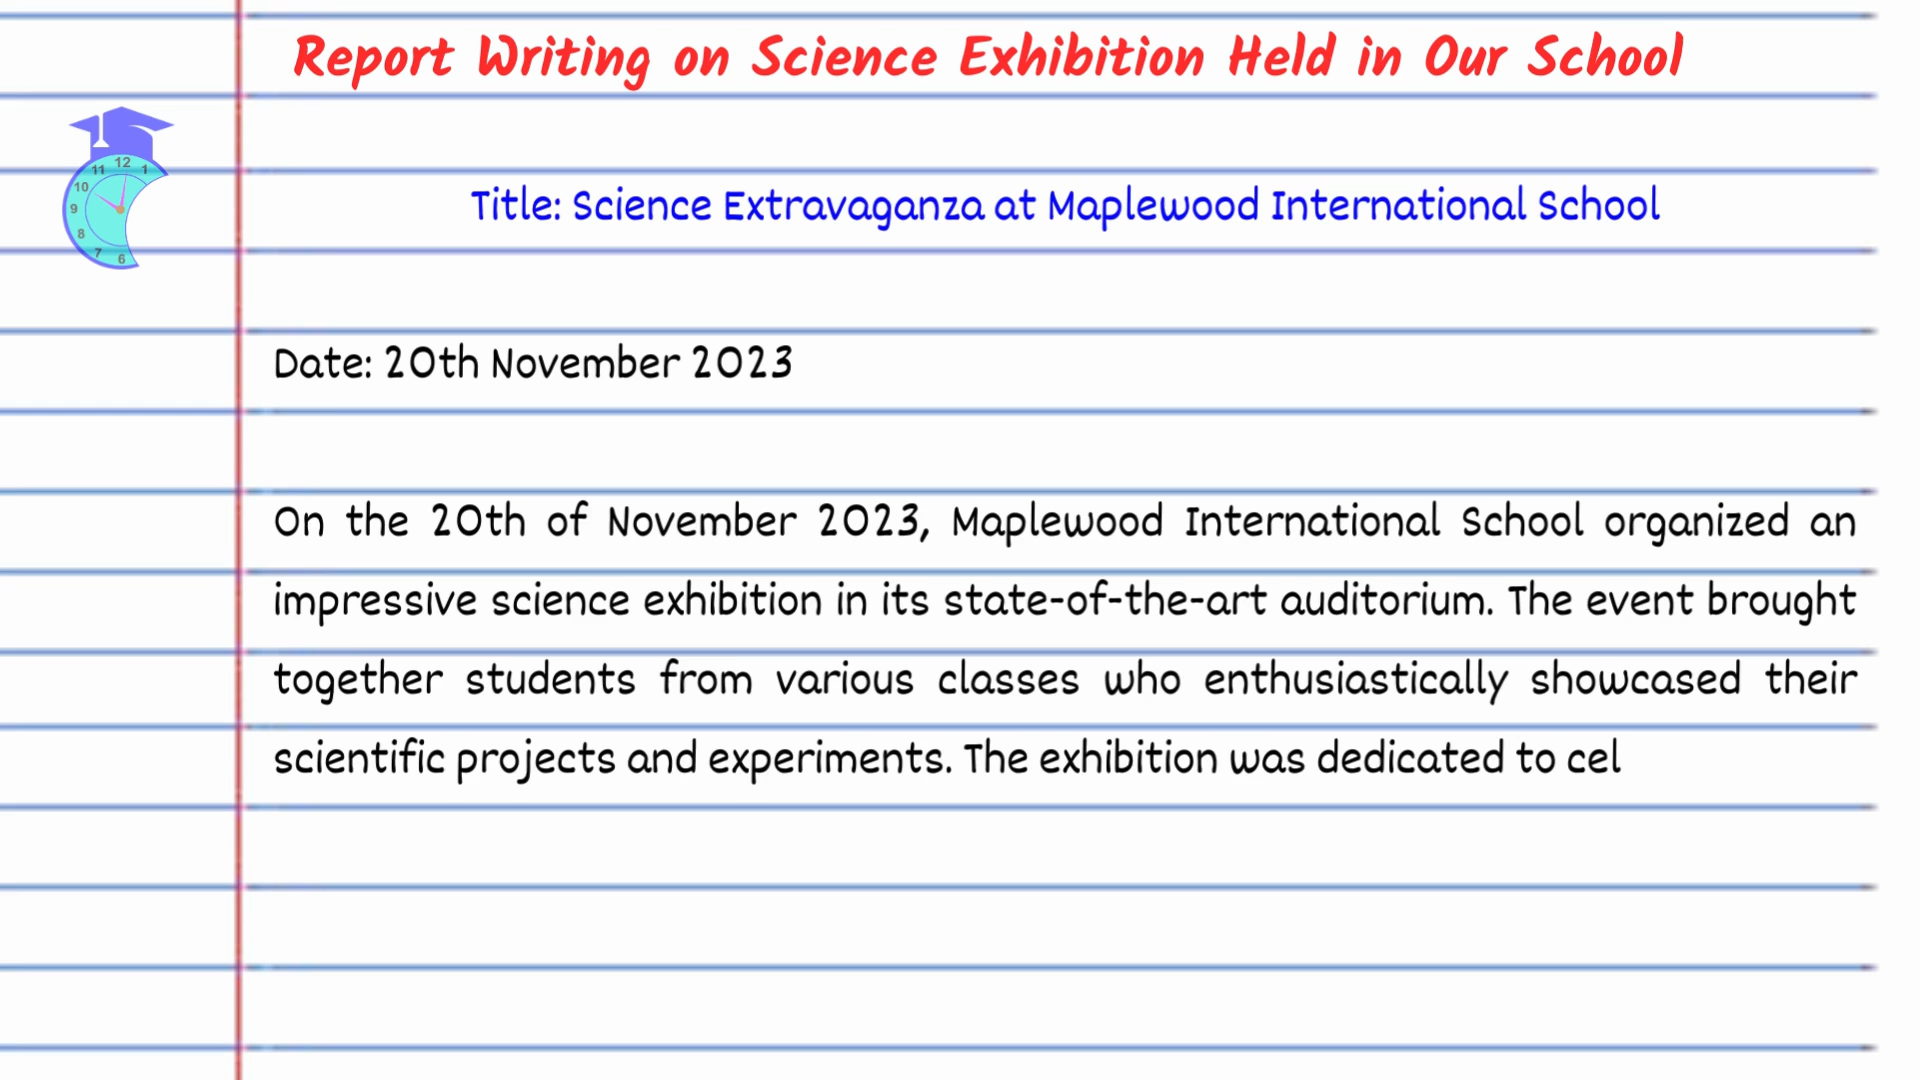 Report Writing on Science Exhibition Held in Our School
12
11
1
10
9
8
7
6
Title: Science Extravaganza at Maplewood International School
Date: 20th November 2023
On the 20th of November 2023, Maplewood International School organized an
impressive science exhibition in its state-of-the-art auditorium. The event brought
together students from various classes who enthusiastically showcased their
scientific projects and experiments. The exhibition was dedicated to cel